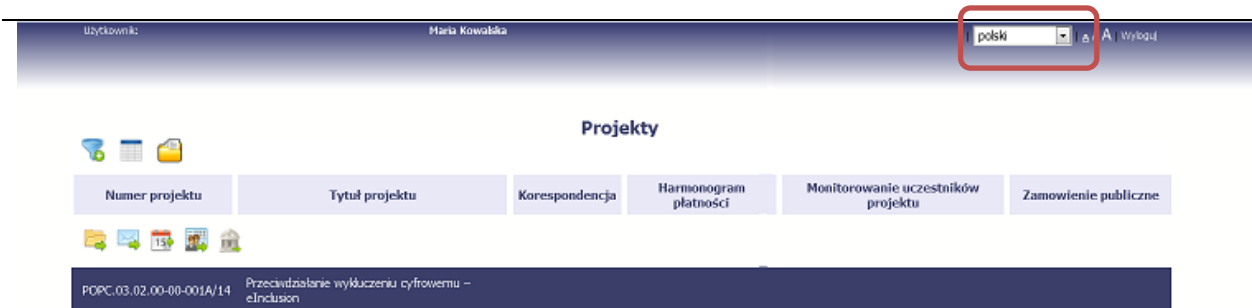 Użytkownik: Maria Kowalska | polski | A A | Wyloguj
Projekty
Numer projektu Tytuł projektu Korespondencja Harmonogram płatności Monitorowanie uczestników projektu Zamowienie publiczne
15
POPC.03.02.00-00-001A/14 Przeciwdziałanie wykluczeniu cyfrowemu –
eInclusion